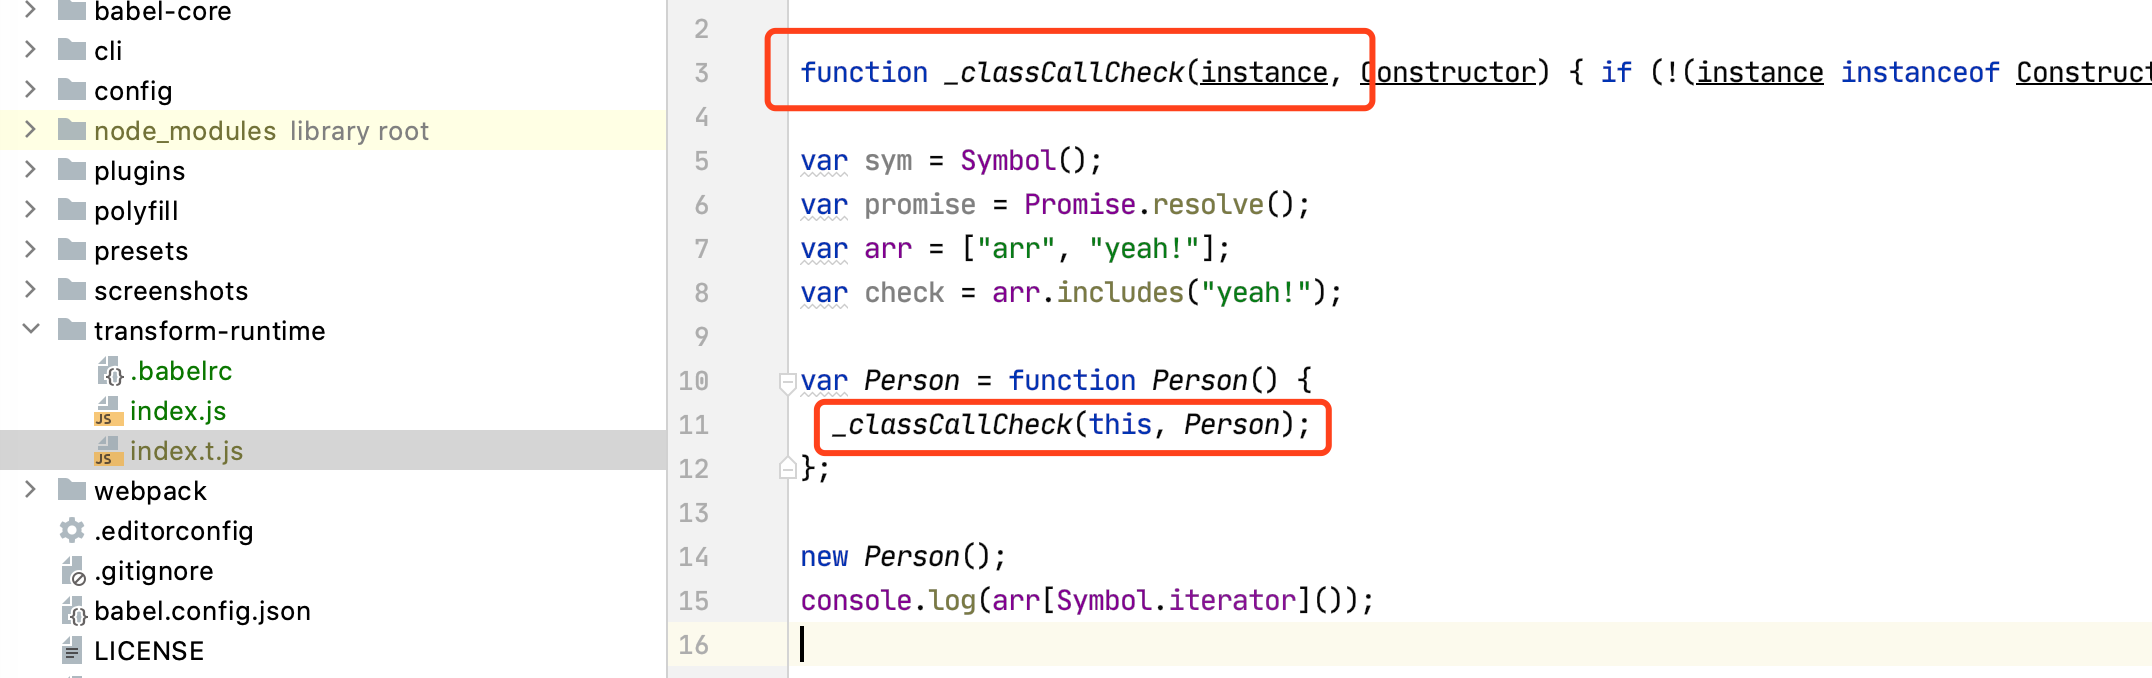 babel-core
cli
config
node_modules library root
plugins
polyfill
presets
screenshots
transform-runtime
.babelrc
index.js
index.t.js
webpack
.editorconfig
.gitignore
babel.config.json
LICENSE
2
3 function _classCallCheck(instance, Constructor) { if (!(instance instanceof Construct
4
5 var sym = Symbol();
6 var promise = Promise.resolve();
7 var arr = ["arr", "yeah!"];
8 var check = arr.includes("yeah!");
9
10 var Person = function Person() {
11 _classCallCheck(this, Person);
12 };
13
14 new Person();
15 console.log(arr[Symbol.iterator]());
16